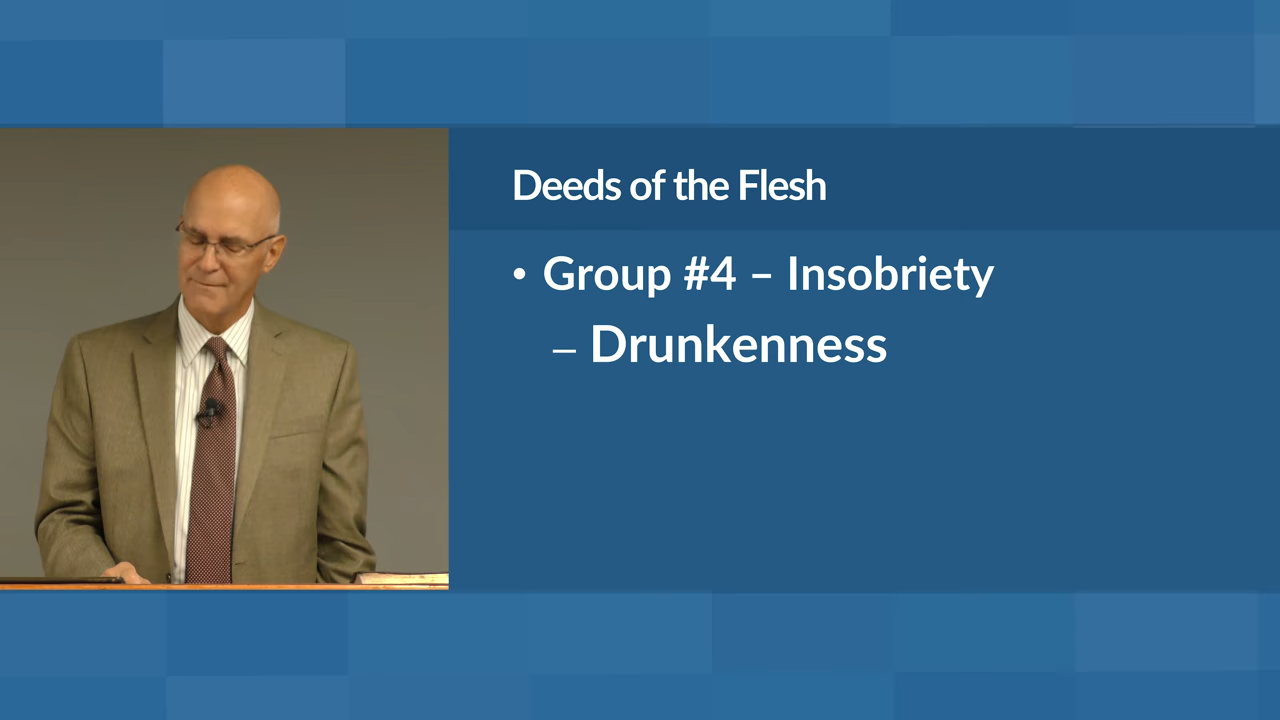 Deeds of the Flesh
• Group #4 – Insobriety
– Drunkenness